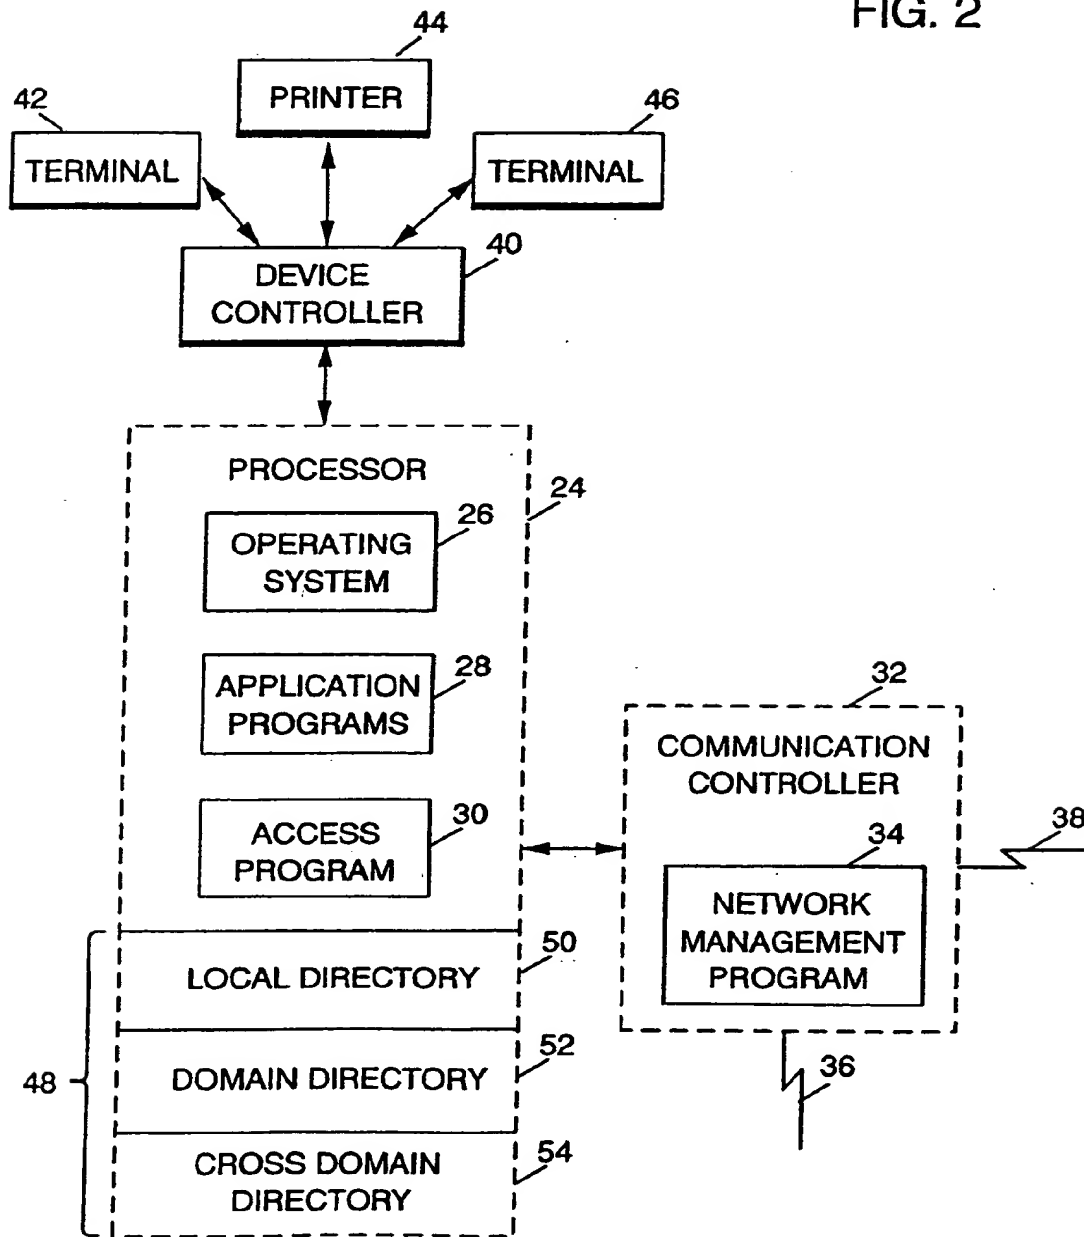 FIG. 2
44
PRINTER
42
TERMINAL
46
TERMINAL
40
DEVICE
CONTROLLER
PROCESSOR
24
26
OPERATING
SYSTEM
28
APPLICATION
PROGRAMS
30
ACCESS
PROGRAM
32
COMMUNICATION
CONTROLLER
34
NETWORK
MANAGEMENT
PROGRAM
38
36
48
50
LOCAL DIRECTORY
52
DOMAIN DIRECTORY
54
CROSS DOMAIN
DIRECTORY